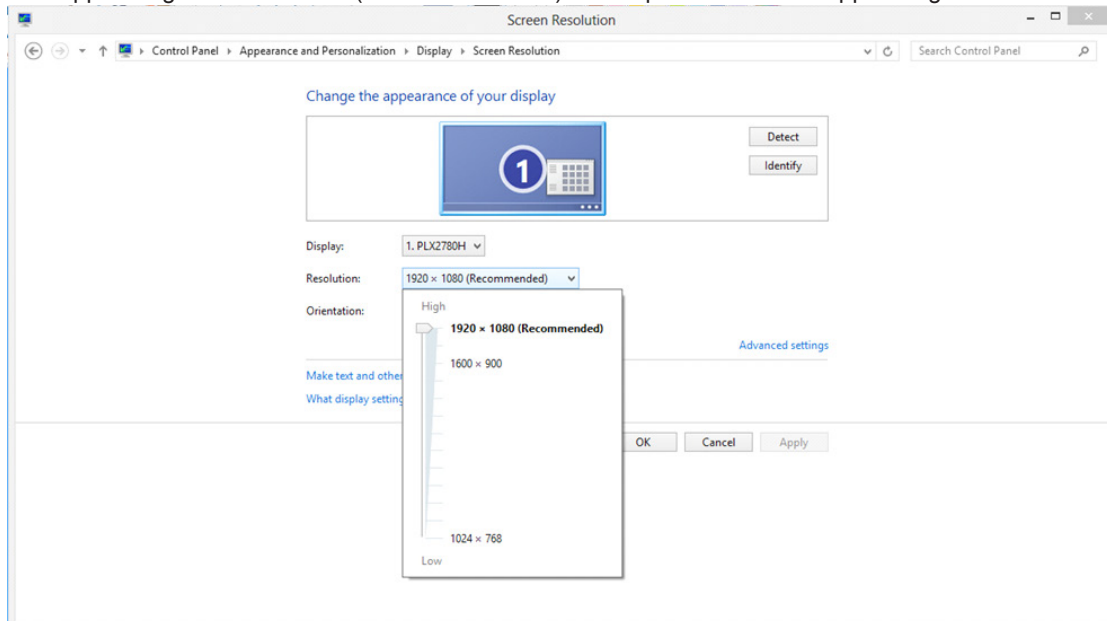 Screen Resolution
Control Panel Appearance and Personalization Display Screen Resolution
Search Control Panel
Change the appearance of your display
1
Detect
Identify
Display: 1. PLX2780H
Resolution: 1920 × 1080 (Recommended)
Orientation:
High
1920 × 1080 (Recommended)
1600 × 900
1024 × 768
Low
Advanced settings
Make text and other
What display setting
OK Cancel Apply